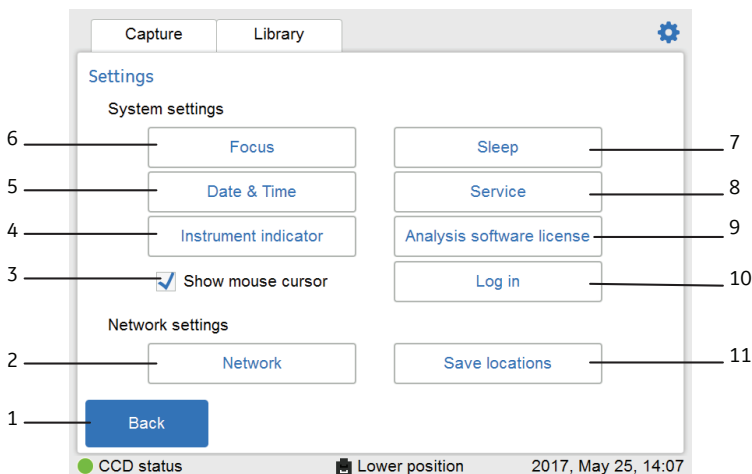 Capture Library
Settings
System settings
6 Focus Sleep 7
5 Date & Time Service 8
4 Instrument indicator Analysis software license 9
3 Show mouse cursor Log in 10
Network settings
2 Network Save locations 11
1 Back
CCD status Lower position 2017, May 25, 14:07